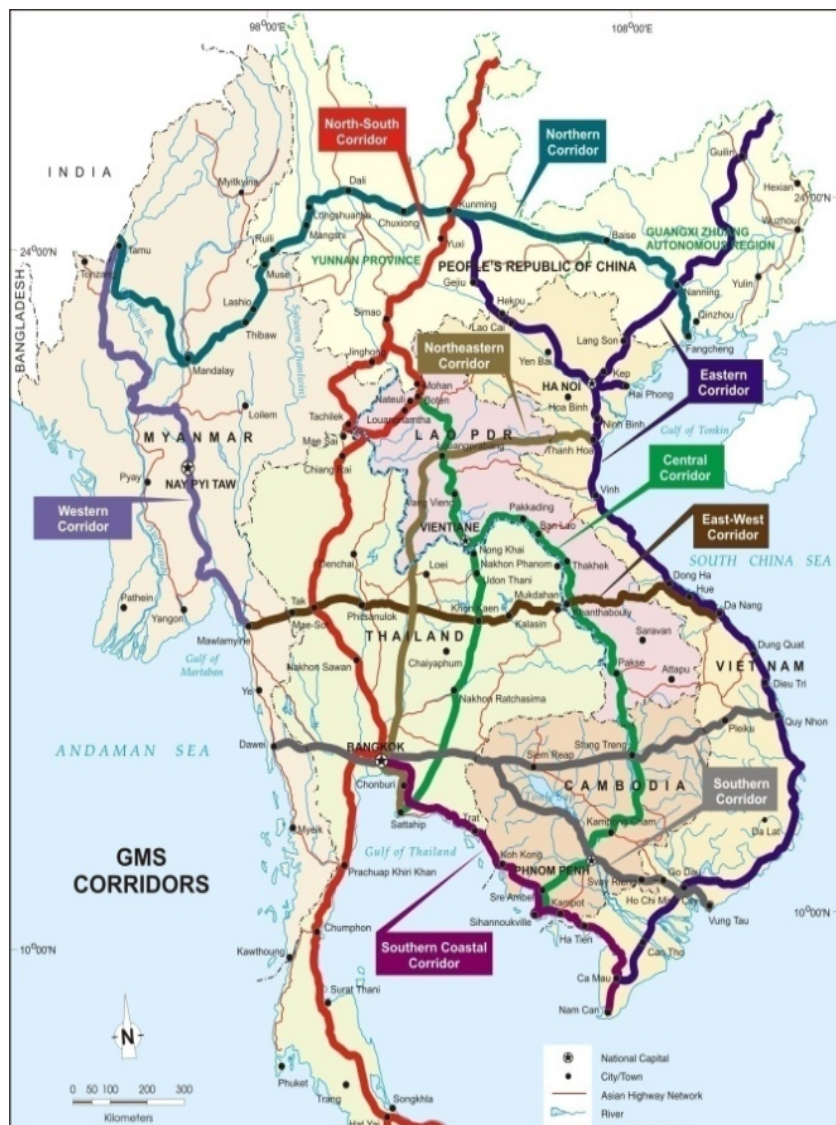 98°00'E
108°00'E
North-South
Corridor
Northern
Corridor
Guilin
INDIA
Myitkyina
Dali
Hexian
24°00'N
Longshuanke
Kunming
Wuzhou
Chuxiong
Mangshi
GUANGXI ZHUANG
AUTONOMOUS REGION
Baise
Yuxi
24°00'N
Tamu
Ruili
YUNNAN PROVINCE
PEOPLE'S REPUBLIC OF CHINA
Tonzan
Muse
Gejiu
Nanning
Yulin
BANGLADESH
Lashio
Simao
Hekou
Qinzhou
Lao Cai
Thibaw
Northeastern
Corridor
Lang Son
Fangcheng
Mandalay
Jinghong
Yen Bai
Eastern
Corridor
Mohan
HA NOI
Kep
Nateuil
Boten
Hai Phong
Loilem
Tachilek
Louangnamtha
Hoa Binh
MYANMAR
Mae Sai
LAO PDR
Ninh Binh
Gulf of Tonkin
Louangprabang
Thanh Hoa
Chiang Rai
Central
Corridor
Pyay
NAY PYI TAW
Vang Vieng
Vinh
Western
Corridor
Pakkading
VIENTIANE
Ban Lao
East-West
Corridor
Nong Khai
Nakhon Phanom
SOUTH CHINA SEA
Denchai
Loei
Thakhek
Udon Thani
Dong Ha
Pathein
Mukdahan
Hue
Tak
Yangon
Phitsanulok
Khon Kaen
Khanthabouly
Da Nang
Mae-Sot
Kalasin
Mawlamyine
THAILAND
Saravan
Dung Quat
Gulf of
Martaban
Chaiyaphum
VIETNAM
Nakhon Sawan
Pakse
Attapu
Dieu Tri
Ye
Nakhon Ratchasima
Quy Nhon
Pleiku
ANDAMAN SEA
Dawei
BANGKOK
Stung Treng
Siem Reap
Chonburi
CAMBODIA
Southern
Corridor
Sattahip
Trat
Kampong Cham
Da Lat
Myeik
Gulf of Thailand
GMS
CORRIDORS
Koh Kong
PHNOM PENH
Prachuap Khiri Khan
Svay Rieng
Go Dau
Sre Ambel
Kampot
Ho Chi Minh City
Sihannoukville
Vung Tau
10°00'N
Chumphon
Southern Coastal
Corridor
Ha Tien
10°00'N
Kawthoung
Can Tho
Ca Mau
Surat Thani
Nam Can
N
National Capital
0 50 100 200 300
Kilometers
Phuket
City/Town
Trang
Songkhla
Asian Highway Network
Hat Yai
River